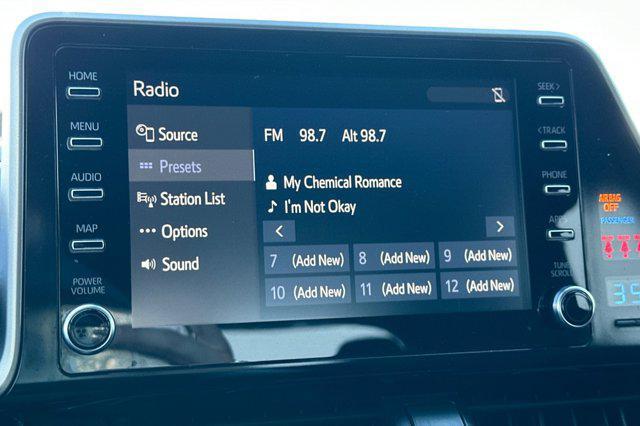 HOME
MENU
AUDIO
MAP
POWER
VOLUME
Radio
Source
Presets
Station List
Options
Sound
FM 98.7 Alt 98.7
My Chemical Romance
I'm Not Okay
< >
7 (Add New) 8 (Add New) 9 (Add New)
10 (Add New) 11 (Add New) 12 (Add New)
SEEK>
<TRACK
PHONE
APPS
TUNE
SCROLL
AIRBAG
OFF
PASSENGER